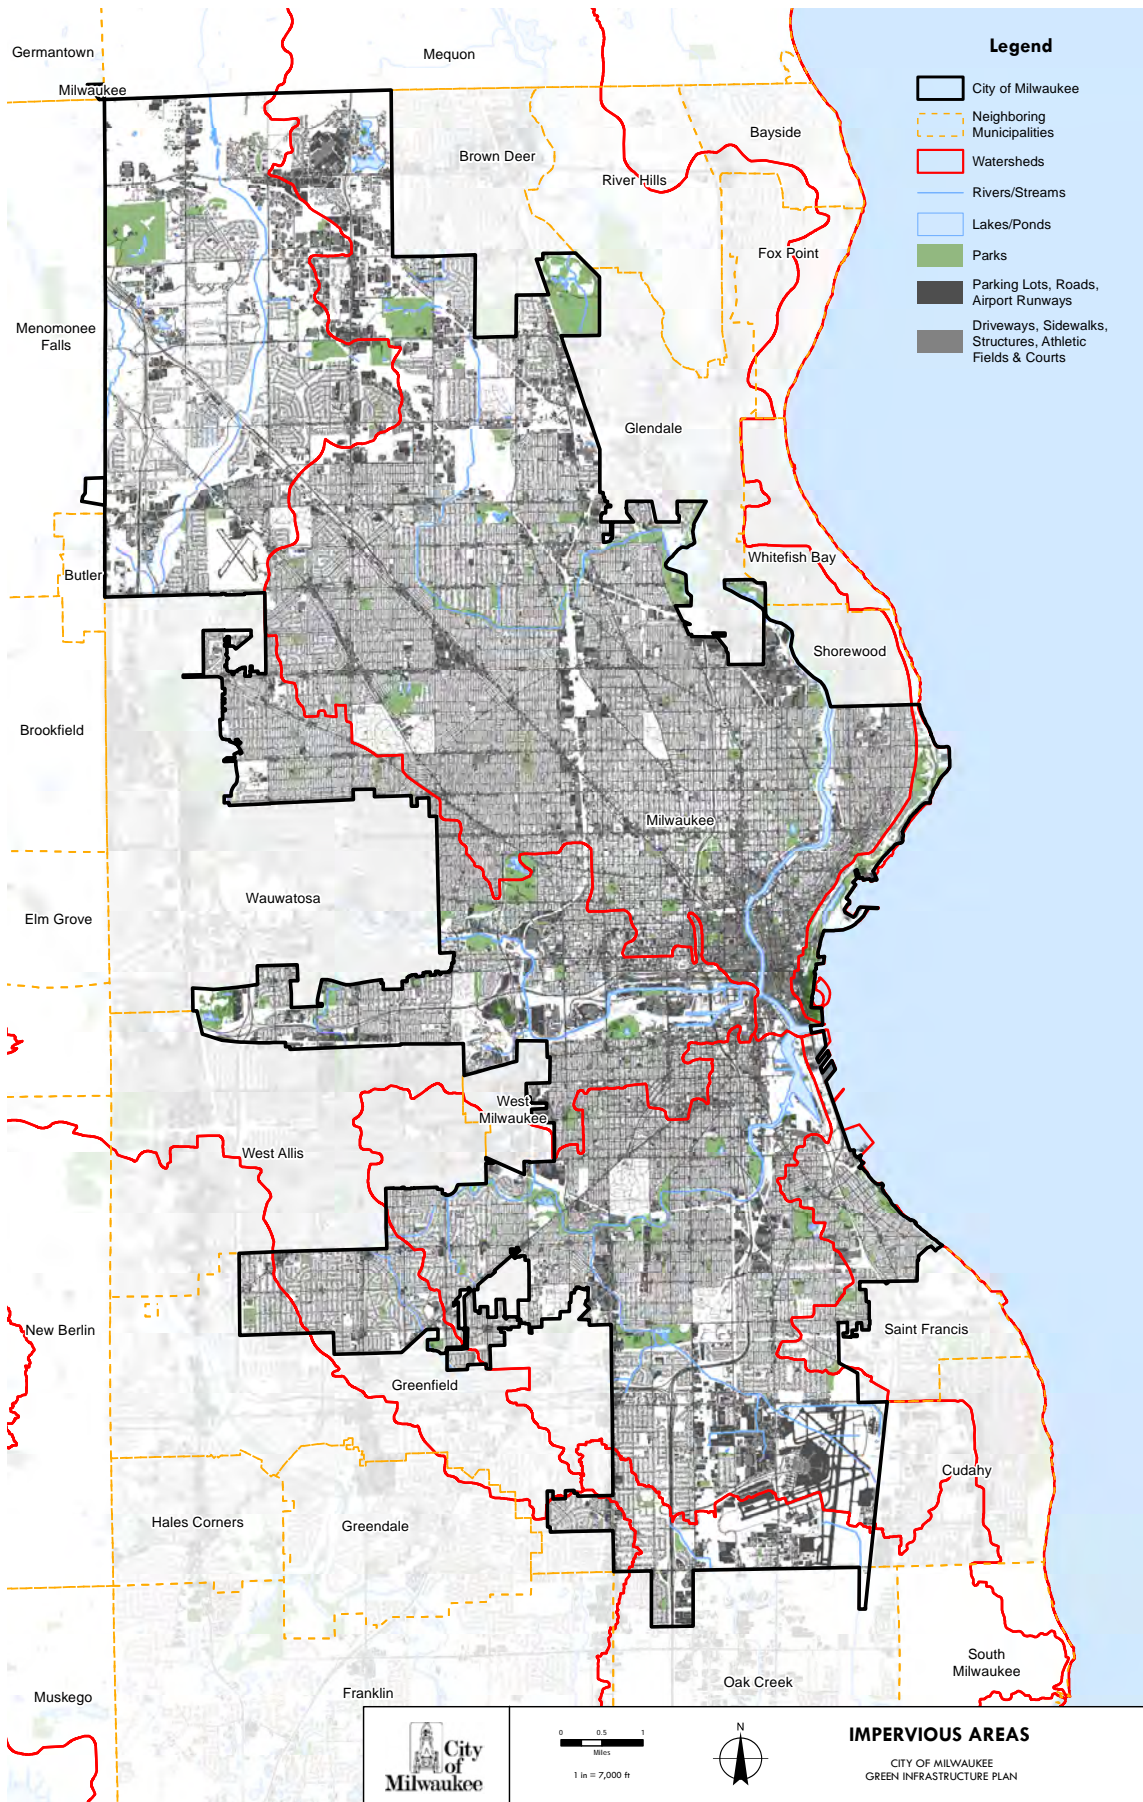 Legend
City of Milwaukee
Neighboring
Municipalities
Watersheds
Rivers/Streams
Lakes/Ponds
Parks
Parking Lots, Roads,
Airport Runways
Driveways, Sidewalks,
Structures, Athletic
Fields & Courts
Germantown
Mequon
Milwaukee
Bayside
Brown Deer
River Hills
Fox Point
Menomonee
Falls
Glendale
Whitefish Bay
Butler
Shorewood
Brookfield
Milwaukee
Wauwatosa
Elm Grove
West
Milwaukee
West Allis
New Berlin
Saint Francis
Greenfield
Cudahy
Hales Corners
Greendale
South
Milwaukee
Oak Creek
Muskego
Franklin
City
of
Milwaukee
0 0.5 1
Miles
1 in = 7,000 ft
N
IMPERVIOUS AREAS
CITY OF MILWAUKEE
GREEN INFRASTRUCTURE PLAN